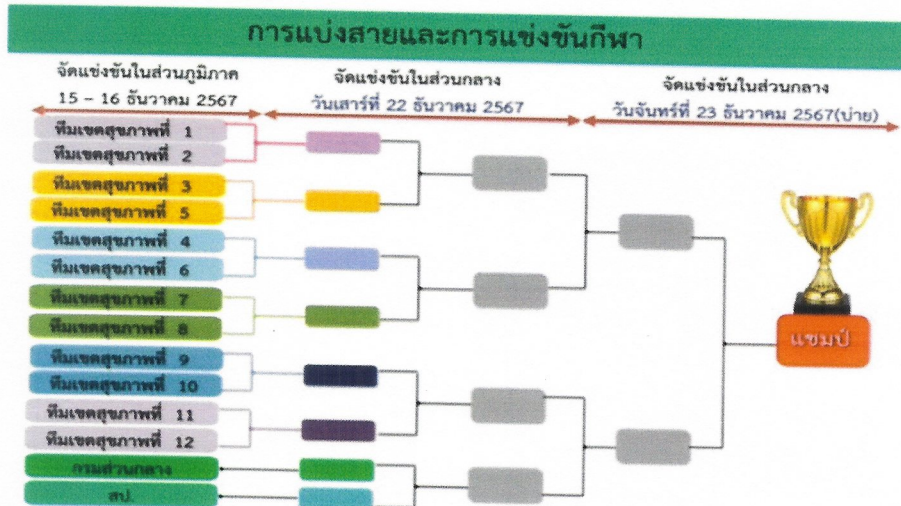 การแบ่งสายและการแข่งขันกีฬา
จัดแข่งขันในส่วนภูมิภาค
15 – 16 ธันวาคม 2567
จัดแข่งขันในส่วนกลาง
วันเสาร์ที่ 22 ธันวาคม 2567
จัดแข่งขันในส่วนกลาง
วันจันทร์ที่ 23 ธันวาคม 2567(บ่าย)
ทีมเขตสุขภาพที่ 1
ทีมเขตสุขภาพที่ 2
ทีมเขตสุขภาพที่ 3
ทีมเขตสุขภาพที่ 5
ทีมเขตสุขภาพที่ 4
ทีมเขตสุขภาพที่ 6
ทีมเขตสุขภาพที่ 7
ทีมเขตสุขภาพที่ 8
ทีมเขตสุขภาพที่ 9
ทีมเขตสุขภาพที่ 10
ทีมเขตสุขภาพที่ 11
ทีมเขตสุขภาพที่ 12
กรมส่วนกลาง
สป.
แชมป์